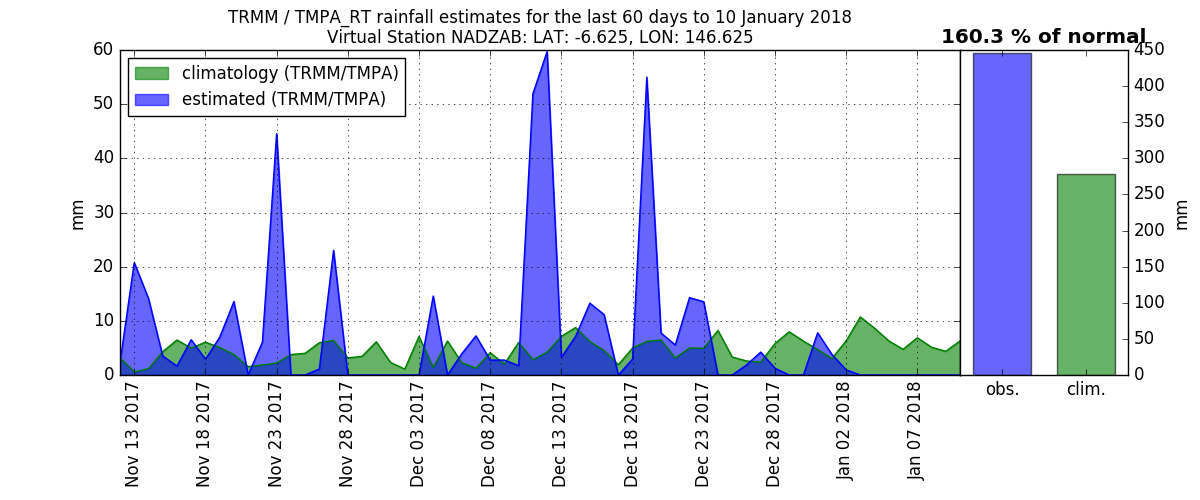 TRMM / TMPA_RT rainfall estimates for the last 60 days to 10 January 2018
Virtual Station NADZAB: LAT: -6.625, LON: 146.625
160.3 % of normal
climatology (TRMM/TMPA)
estimated (TRMM/TMPA)
60
50
40
30
20
10
0
mm
Nov 13 2017
Nov 18 2017
Nov 23 2017
Nov 28 2017
Dec 03 2017
Dec 08 2017
Dec 13 2017
Dec 18 2017
Dec 23 2017
Dec 28 2017
Jan 02 2018
Jan 07 2018
obs.
clim.
450
400
350
300
250
200
150
100
50
0
mm